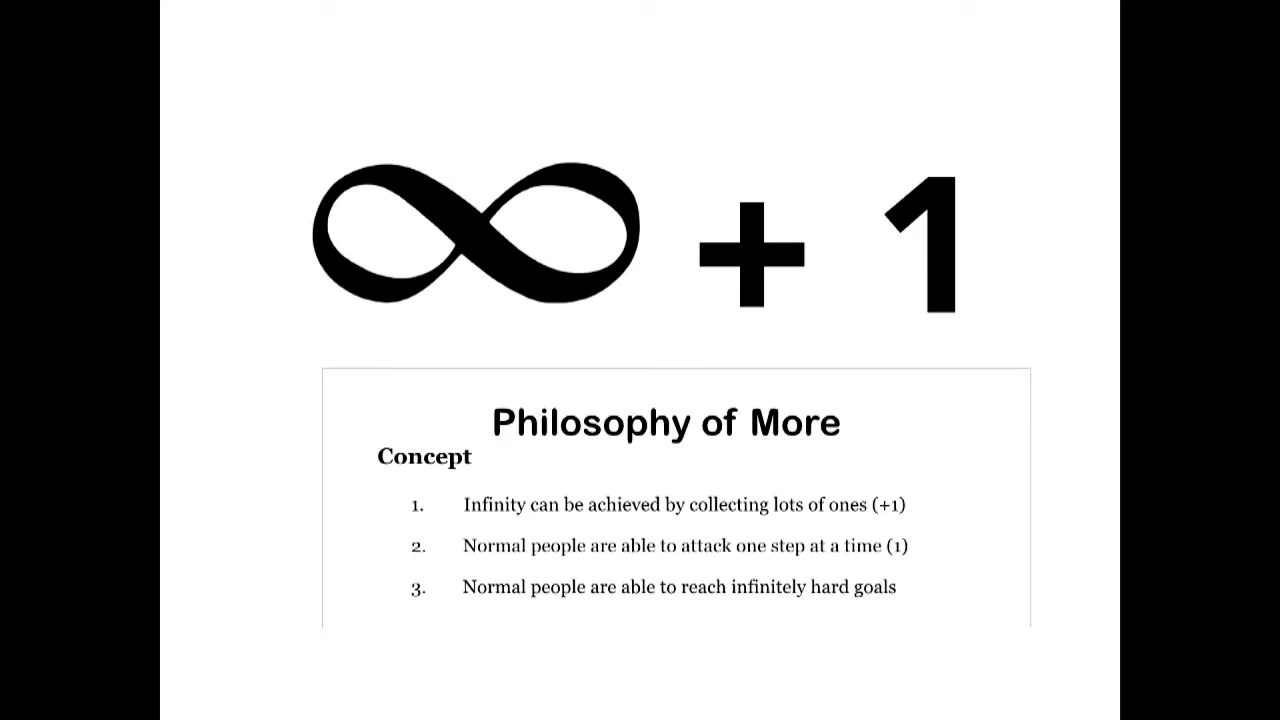 ∞ + 1
Philosophy of More
Concept
1. Infinity can be achieved by collecting lots of ones (+1)
2. Normal people are able to attack one step at a time (1)
3. Normal people are able to reach infinitely hard goals